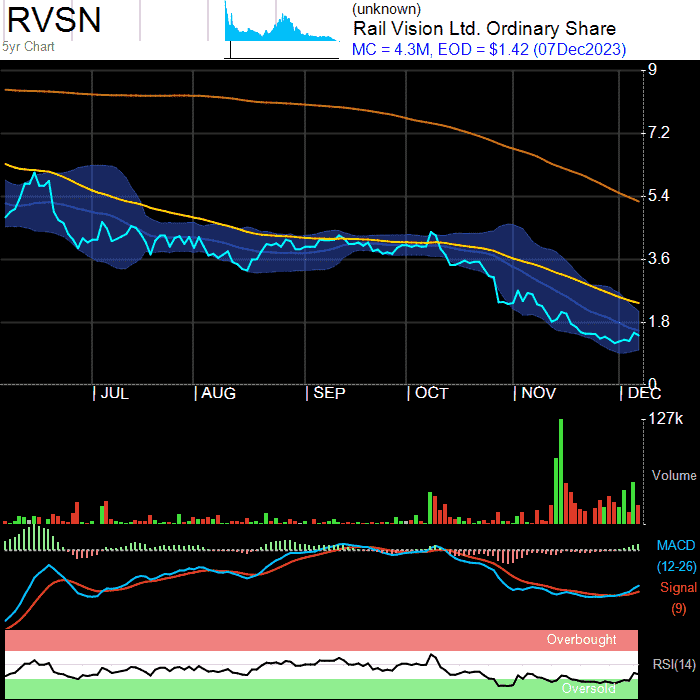 RVSN
5yr Chart
(unknown)
Rail Vision Ltd. Ordinary Share
MC = 4.3M, EOD = $1.42 (07Dec2023)
9
7.2
5.4
3.6
1.8
0
JUL AUG SEP OCT NOV DEC
127k
Volume
MACD
(12-26)
Signal
(9)
Overbought
RSI(14)
Oversold